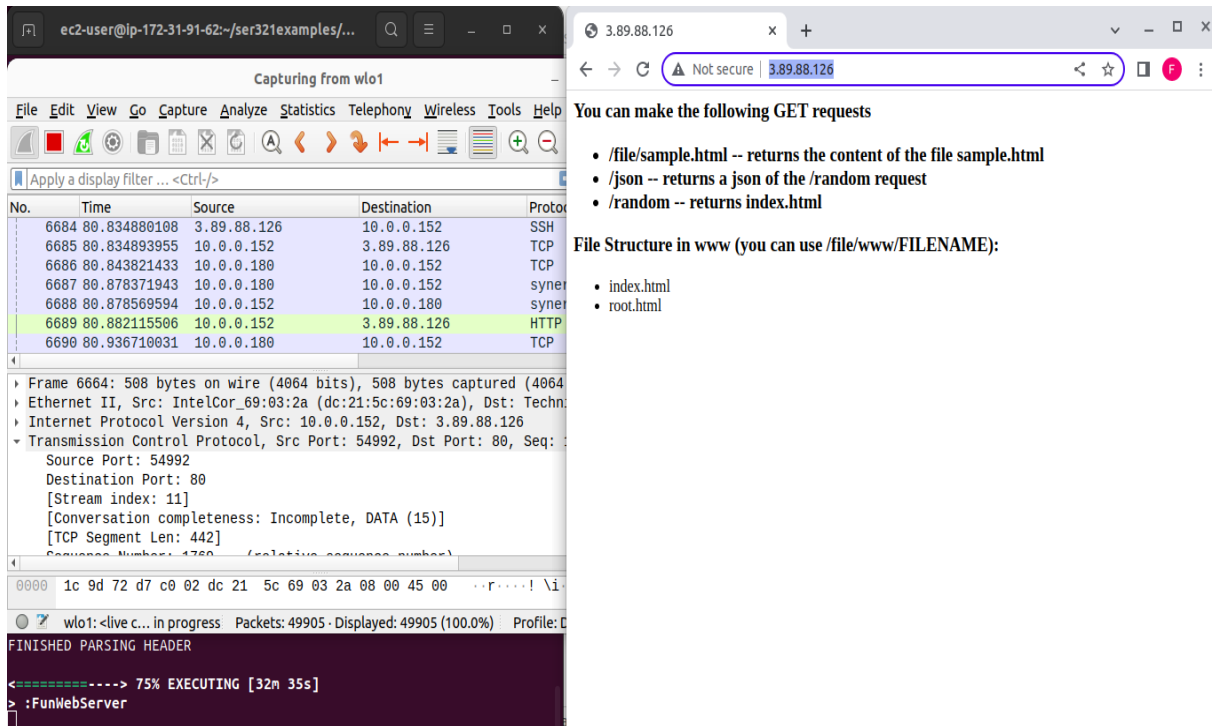 ec2-user@ip-172-31-91-62:~/ser321examples/...
Capturing from wlo1
File Edit View Go Capture Analyze Statistics Telephony Wireless Tools Help
Apply a display filter ... <Ctrl-/>
No. Time Source Destination
6684 80.834880108 3.89.88.126 10.0.0.152 SSH
6685 80.834893955 10.0.0.152 3.89.88.126 TCP
6686 80.843821433 10.0.0.180 10.0.0.152 TCP
6687 80.878371943 10.0.0.180 10.0.0.152 syner
6688 80.878569594 10.0.0.152 10.0.0.180 syner
6689 80.882115506 10.0.0.152 3.89.88.126 HTTP
6690 80.936710031 10.0.0.180 10.0.0.152 TCP
Frame 6664: 508 bytes on wire (4064 bits), 508 bytes captured (4064
Ethernet II, Src: IntelCor_69:03:2a (dc:21:5c:69:03:2a), Dst: Techn
Internet Protocol Version 4, Src: 10.0.0.152, Dst: 3.89.88.126
Transmission Control Protocol, Src Port: 54992, Dst Port: 80, Seq:
Source Port: 54992
Destination Port: 80
[Stream index: 11]
[Conversation completeness: Incomplete, DATA (15)]
[TCP Segment Len: 442]
Sequence Number: 1769 (relative sequence number)
0000 1c 9d 72 d7 c0 02 dc 21 5c 69 03 2a 08 00 45 00 ··r····! \i·
wlo1: <live c... in progress Packets: 49905 · Displayed: 49905 (100.0%) Profile:
FINISHED PARSING HEADER
<=========----> 75% EXECUTING [32m 35s]
> :FunWebServer
3.89.88.126
Not secure 3.89.88.126
F
You can make the following GET requests
• /file/sample.html -- returns the content of the file sample.html
• /json -- returns a json of the /random request
• /random -- returns index.html
File Structure in www (you can use /file/www/FILENAME):
• index.html
• root.html